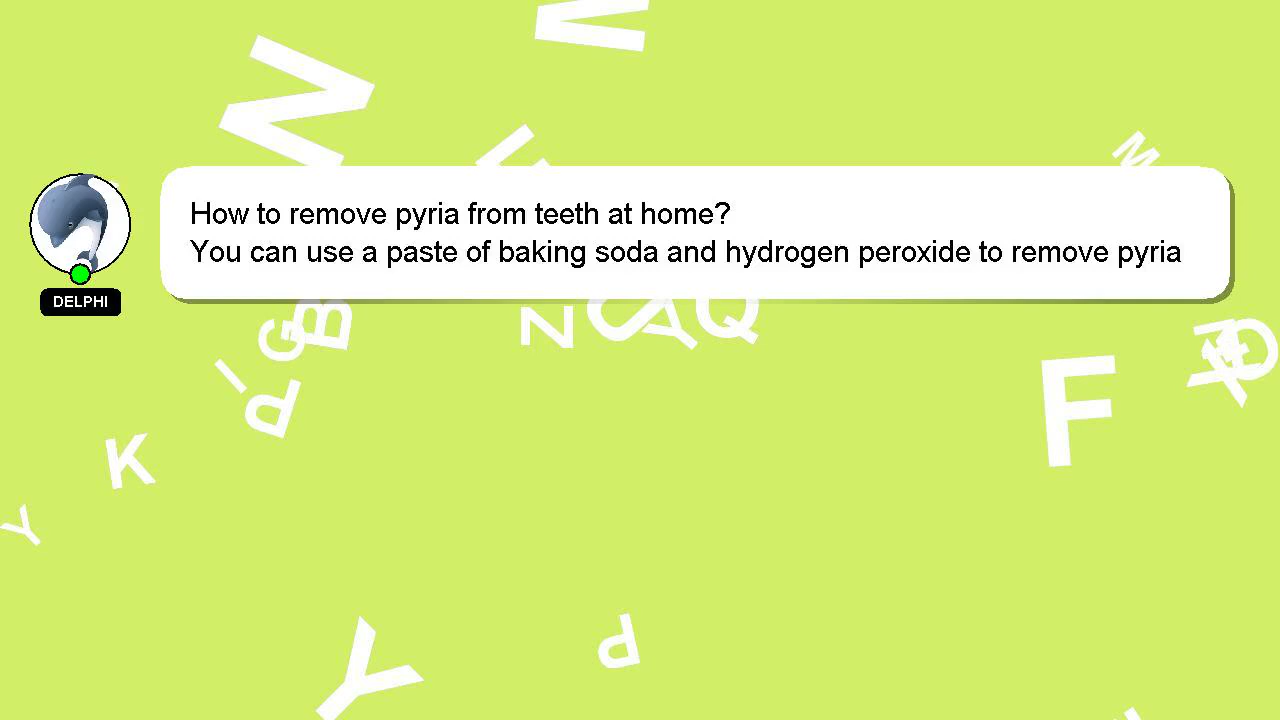 How to remove pyria from teeth at home?
You can use a paste of baking soda and hydrogen peroxide to remove pyria
DELPHI
N
M
L
M
B
G
I
P
N
Y
Q
F
K
Y
Y
P